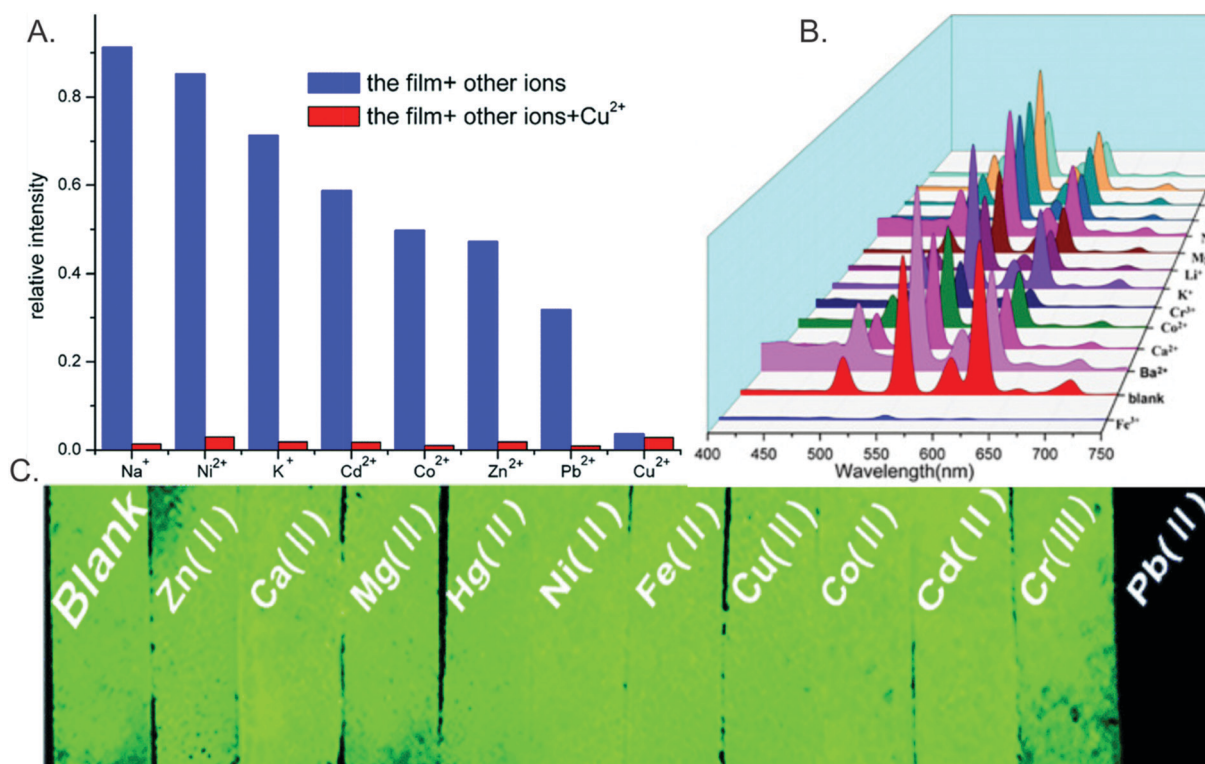 A.
the film+ other ions
the film+ other ions+Cu²⁺
relative intensity
0.8
0.6
0.4
0.2
0.0
Na⁺ Ni²⁺ K⁺ Cd²⁺ Co²⁺ Zn²⁺ Pb²⁺ Cu²⁺
B.
Li⁺
K⁺
Cr³⁺
Co²⁺
Ca²⁺
Ba²⁺
blank
Fe³⁺
400 450 500 550 600 650 700 750
Wavelength(nm)
C.
Blank Zn(II) Ca(II) Mg(II) Hg(II) Ni(II) Fe(II) Cu(II) Co(II) Cd(II) Cr(III) Pb(II)